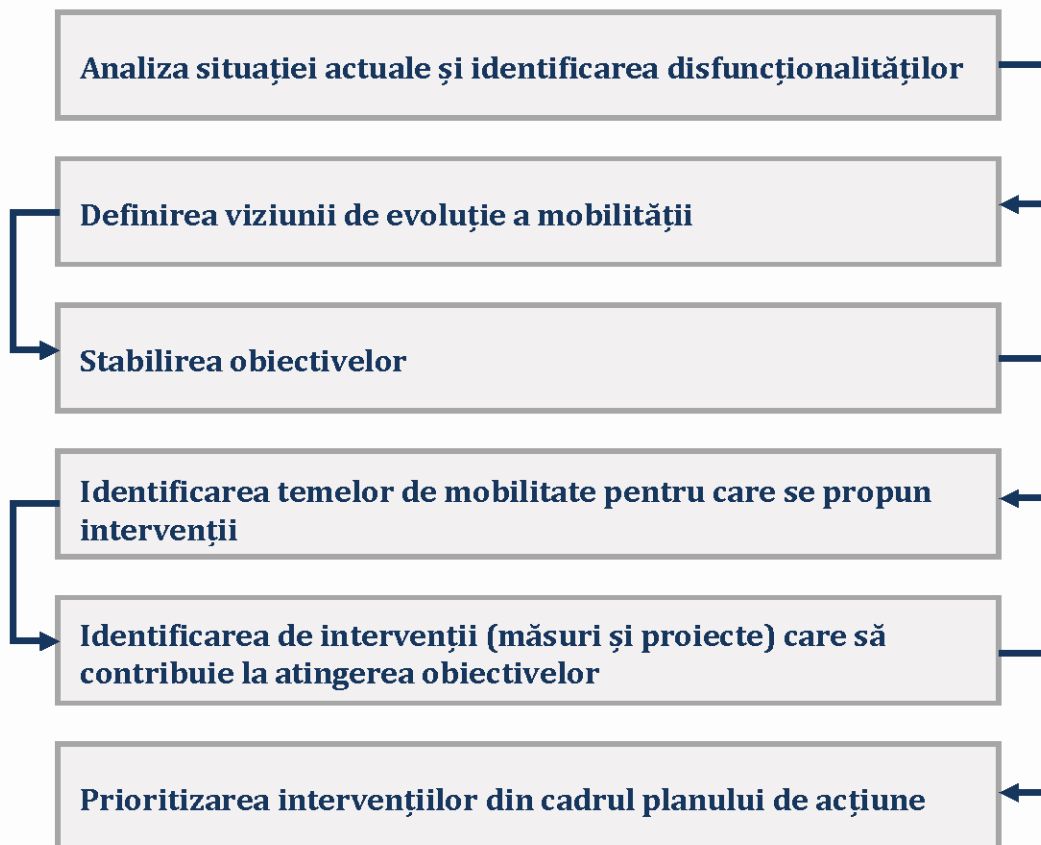 Analiza situației actuale și identificarea disfuncționalităților
Definirea viziunii de evoluție a mobilității
Stabilirea obiectivelor
Identificarea temelor de mobilitate pentru care se propun
intervenții
Identificarea de intervenții (măsuri și proiecte) care să
contribuie la atingerea obiectivelor
Prioritizarea intervențiilor din cadrul planului de acțiune